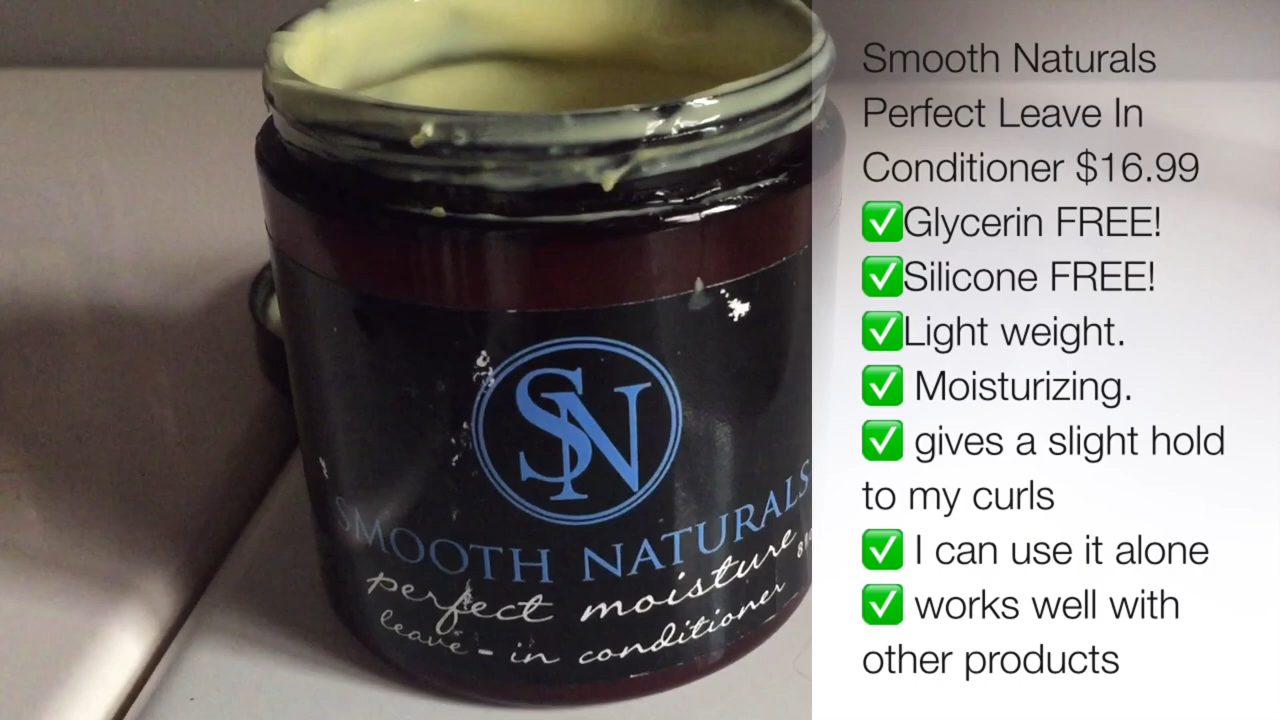 SN
SMOOTH NATURALS
perfect moisture
leave-in conditioner
Smooth Naturals
Perfect Leave In
Conditioner $16.99
✅Glycerin FREE!
✅Silicone FREE!
✅Light weight.
✅ Moisturizing.
✅ gives a slight hold
to my curls
✅ I can use it alone
✅ works well with
other products